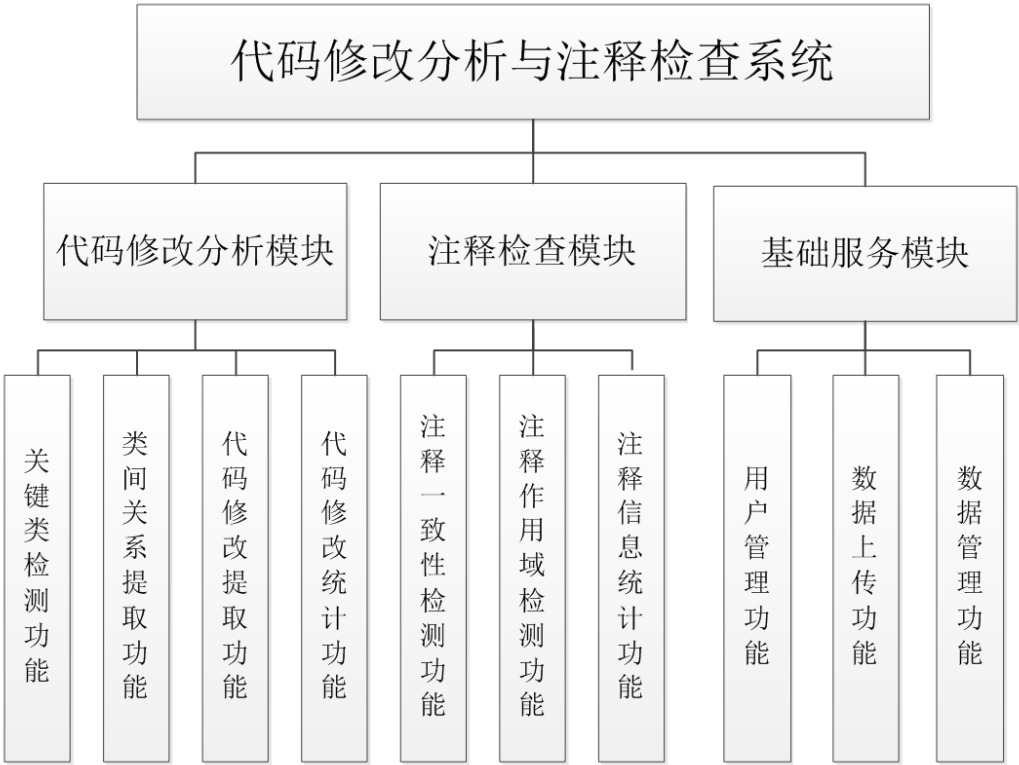 代码修改分析与注释检查系统
代码修改分析模块
注释检查模块
基础服务模块
关键类检测功能
类间关系提取功能
代码修改提取功能
代码修改统计功能
注释一致性检测功能
注释作用域检测功能
注释信息统计功能
用户管理功能
数据上传功能
数据管理功能